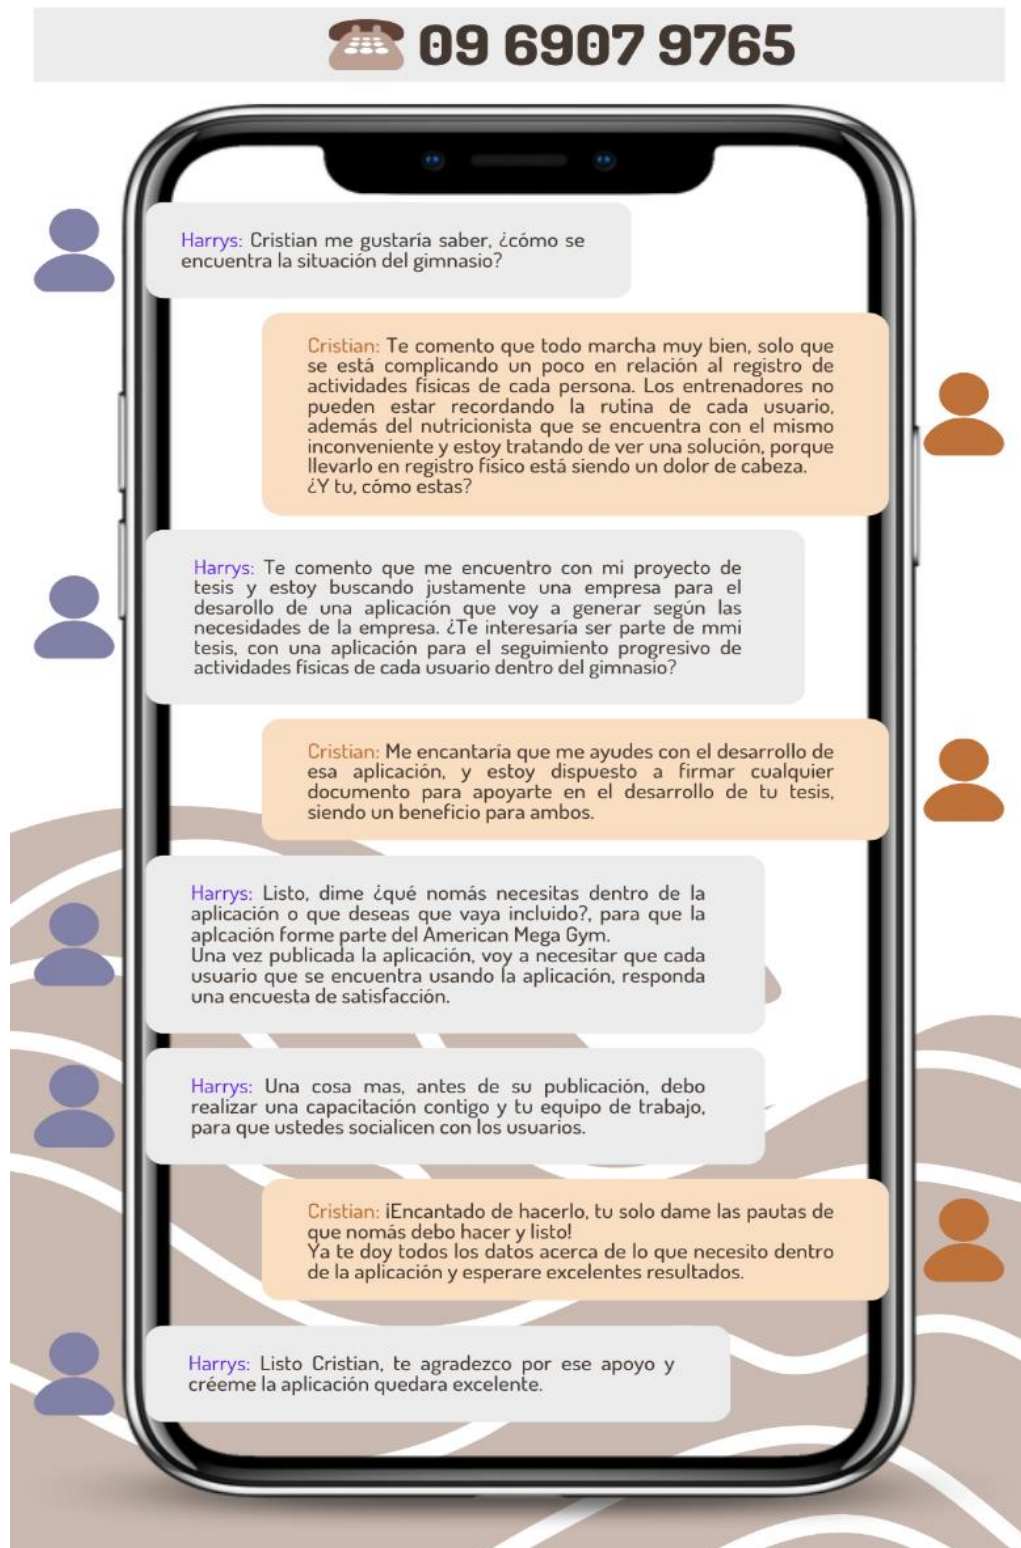 09 6907 9765
Harrys: Cristian me gustaría saber, ¿cómo se
encuentra la situación del gimnasio?
Cristian: Te comento que todo marcha muy bien, solo que
se está complicando un poco en relación al registro de
actividades físicas de cada persona. Los entrenadores no
pueden estar recordando la rutina de cada usuario,
además del nutricionista que se encuentra con el mismo
inconveniente y estoy tratando de ver una solución, porque
llevarlo en registro físico está siendo un dolor de cabeza.
¿Y tu, cómo estas?
Harrys: Te comento que me encuentro con mi proyecto de
tesis y estoy buscando justamente una empresa para el
desarollo de una aplicación que voy a generar según las
necesidades de la empresa. ¿Te interesaría ser parte de mmi
tesis, con una aplicación para el seguimiento progresivo de
actividades físicas de cada usuario dentro del gimnasio?
Cristian: Me encantaría que me ayudes con el desarrollo de
esa aplicación, y estoy dispuesto a firmar cualquier
documento para apoyarte en el desarrollo de tu tesis,
siendo un beneficio para ambos.
Harrys: Listo, dime ¿qué nomás necesitas dentro de la
aplicación o que deseas que vaya incluido?, para que la
aplcación forme parte del American Mega Gym.
Una vez publicada la aplicación, voy a necesitar que cada
usuario que se encuentra usando la aplicación, responda
una encuesta de satisfacción.
Harrys: Una cosa mas, antes de su publicación, debo
realizar una capacitación contigo y tu equipo de trabajo,
para que ustedes socialicen con los usuarios.
Cristian: ¡Encantado de hacerlo, tu solo dame las pautas de
que nomás debo hacer y listo!
Ya te doy todos los datos acerca de lo que necesito dentro
de la aplicación y esperare excelentes resultados.
Harrys: Listo Cristian, te agradezco por ese apoyo y
créeme la aplicación quedara excelente.